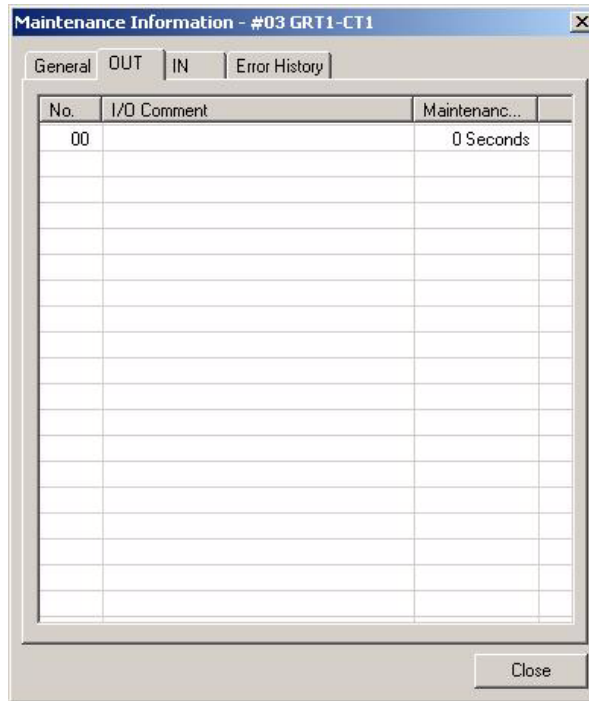 Maintenance Information - #03 GRT1-CT1
General OUT IN Error History
No. I/O Comment Maintenanc...
00 0 Seconds
Close